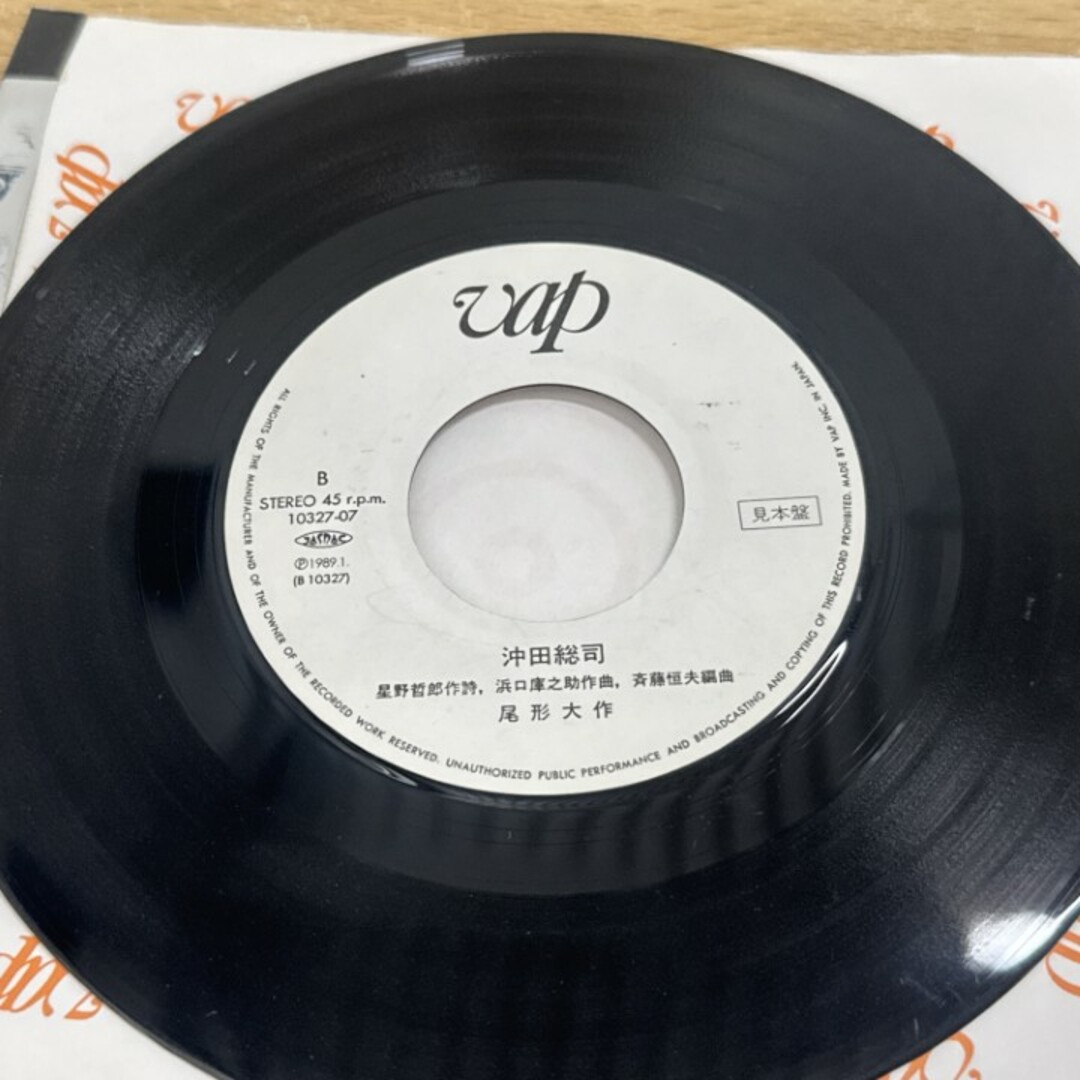 vap
B
STEREO 45 r.p.m.
10327-07
JASRAC
Ⓟ1989.1.
(B 10327)
見本盤
沖田総司
星野哲郎作詩, 浜口庫之助作曲, 斉藤恒夫編曲
尾形大作
ALL RIGHTS OF THE MANUFACTURER AND OF THE OWNER OF THE RECORDED WORK RESERVED. UNAUTHORIZED PUBLIC PERFORMANCE AND BROADCASTING AND COPYING OF THIS RECORD PROHIBITED. MADE BY VAP INC. IN JAPAN.